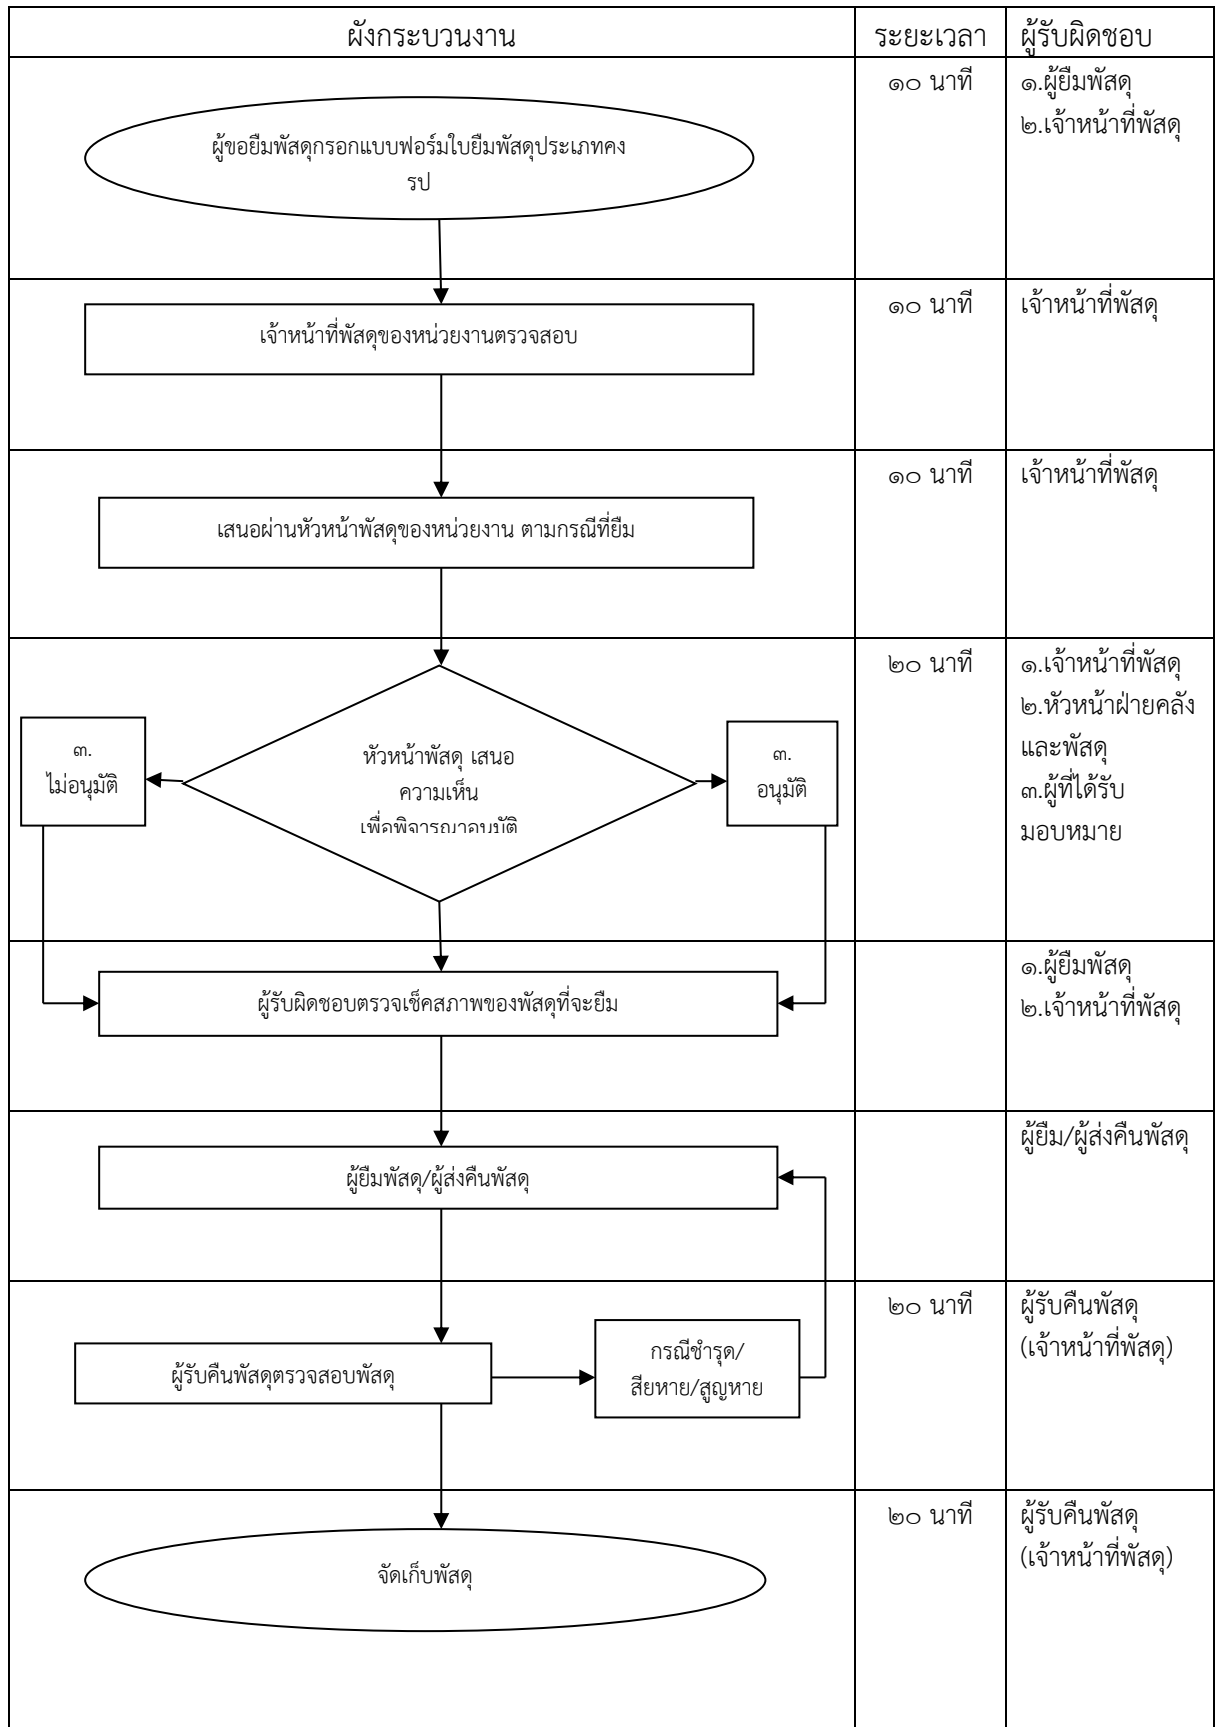 ผังกระบวนงาน
ระยะเวลา
ผู้รับผิดชอบ
ผู้ขอยืมพัสดุกรอกแบบฟอร์มใบยืมพัสดุประเภทคง
รูป
๑๐ นาที
๑.ผู้ยืมพัสดุ
๒.เจ้าหน้าที่พัสดุ
เจ้าหน้าที่พัสดุของหน่วยงานตรวจสอบ
๑๐ นาที
เจ้าหน้าที่พัสดุ
เสนอผ่านหัวหน้าพัสดุของหน่วยงาน ตามกรณีที่ยืม
๑๐ นาที
เจ้าหน้าที่พัสดุ
๓.
ไม่อนุมัติ
หัวหน้าพัสดุ เสนอ
ความเห็น
เพื่อพิจารณาอนุมัติ
๓.
อนุมัติ
๒๐ นาที
๑.เจ้าหน้าที่พัสดุ
๒.หัวหน้าฝ่ายคลัง
และพัสดุ
๓.ผู้ที่ได้รับ
มอบหมาย
ผู้รับผิดชอบตรวจเช็คสภาพของพัสดุที่จะยืม
๑.ผู้ยืมพัสดุ
๒.เจ้าหน้าที่พัสดุ
ผู้ยืมพัสดุ/ผู้ส่งคืนพัสดุ
ผู้ยืม/ผู้ส่งคืนพัสดุ
ผู้รับคืนพัสดุตรวจสอบพัสดุ
กรณีชำรุด/
สียหาย/สูญหาย
๒๐ นาที
ผู้รับคืนพัสดุ
(เจ้าหน้าที่พัสดุ)
จัดเก็บพัสดุ
๒๐ นาที
ผู้รับคืนพัสดุ
(เจ้าหน้าที่พัสดุ)